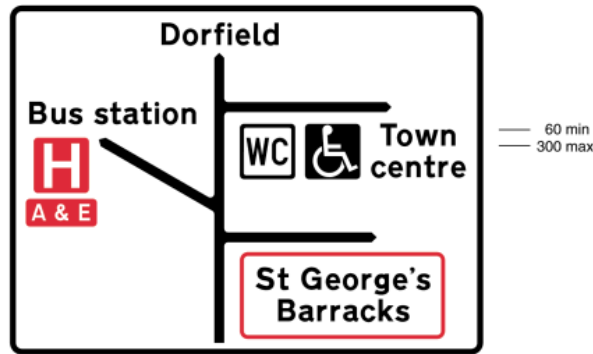 Dorfield
Bus station
H
A & E
WC
Town
centre
St George's
Barracks
60 min
300 max